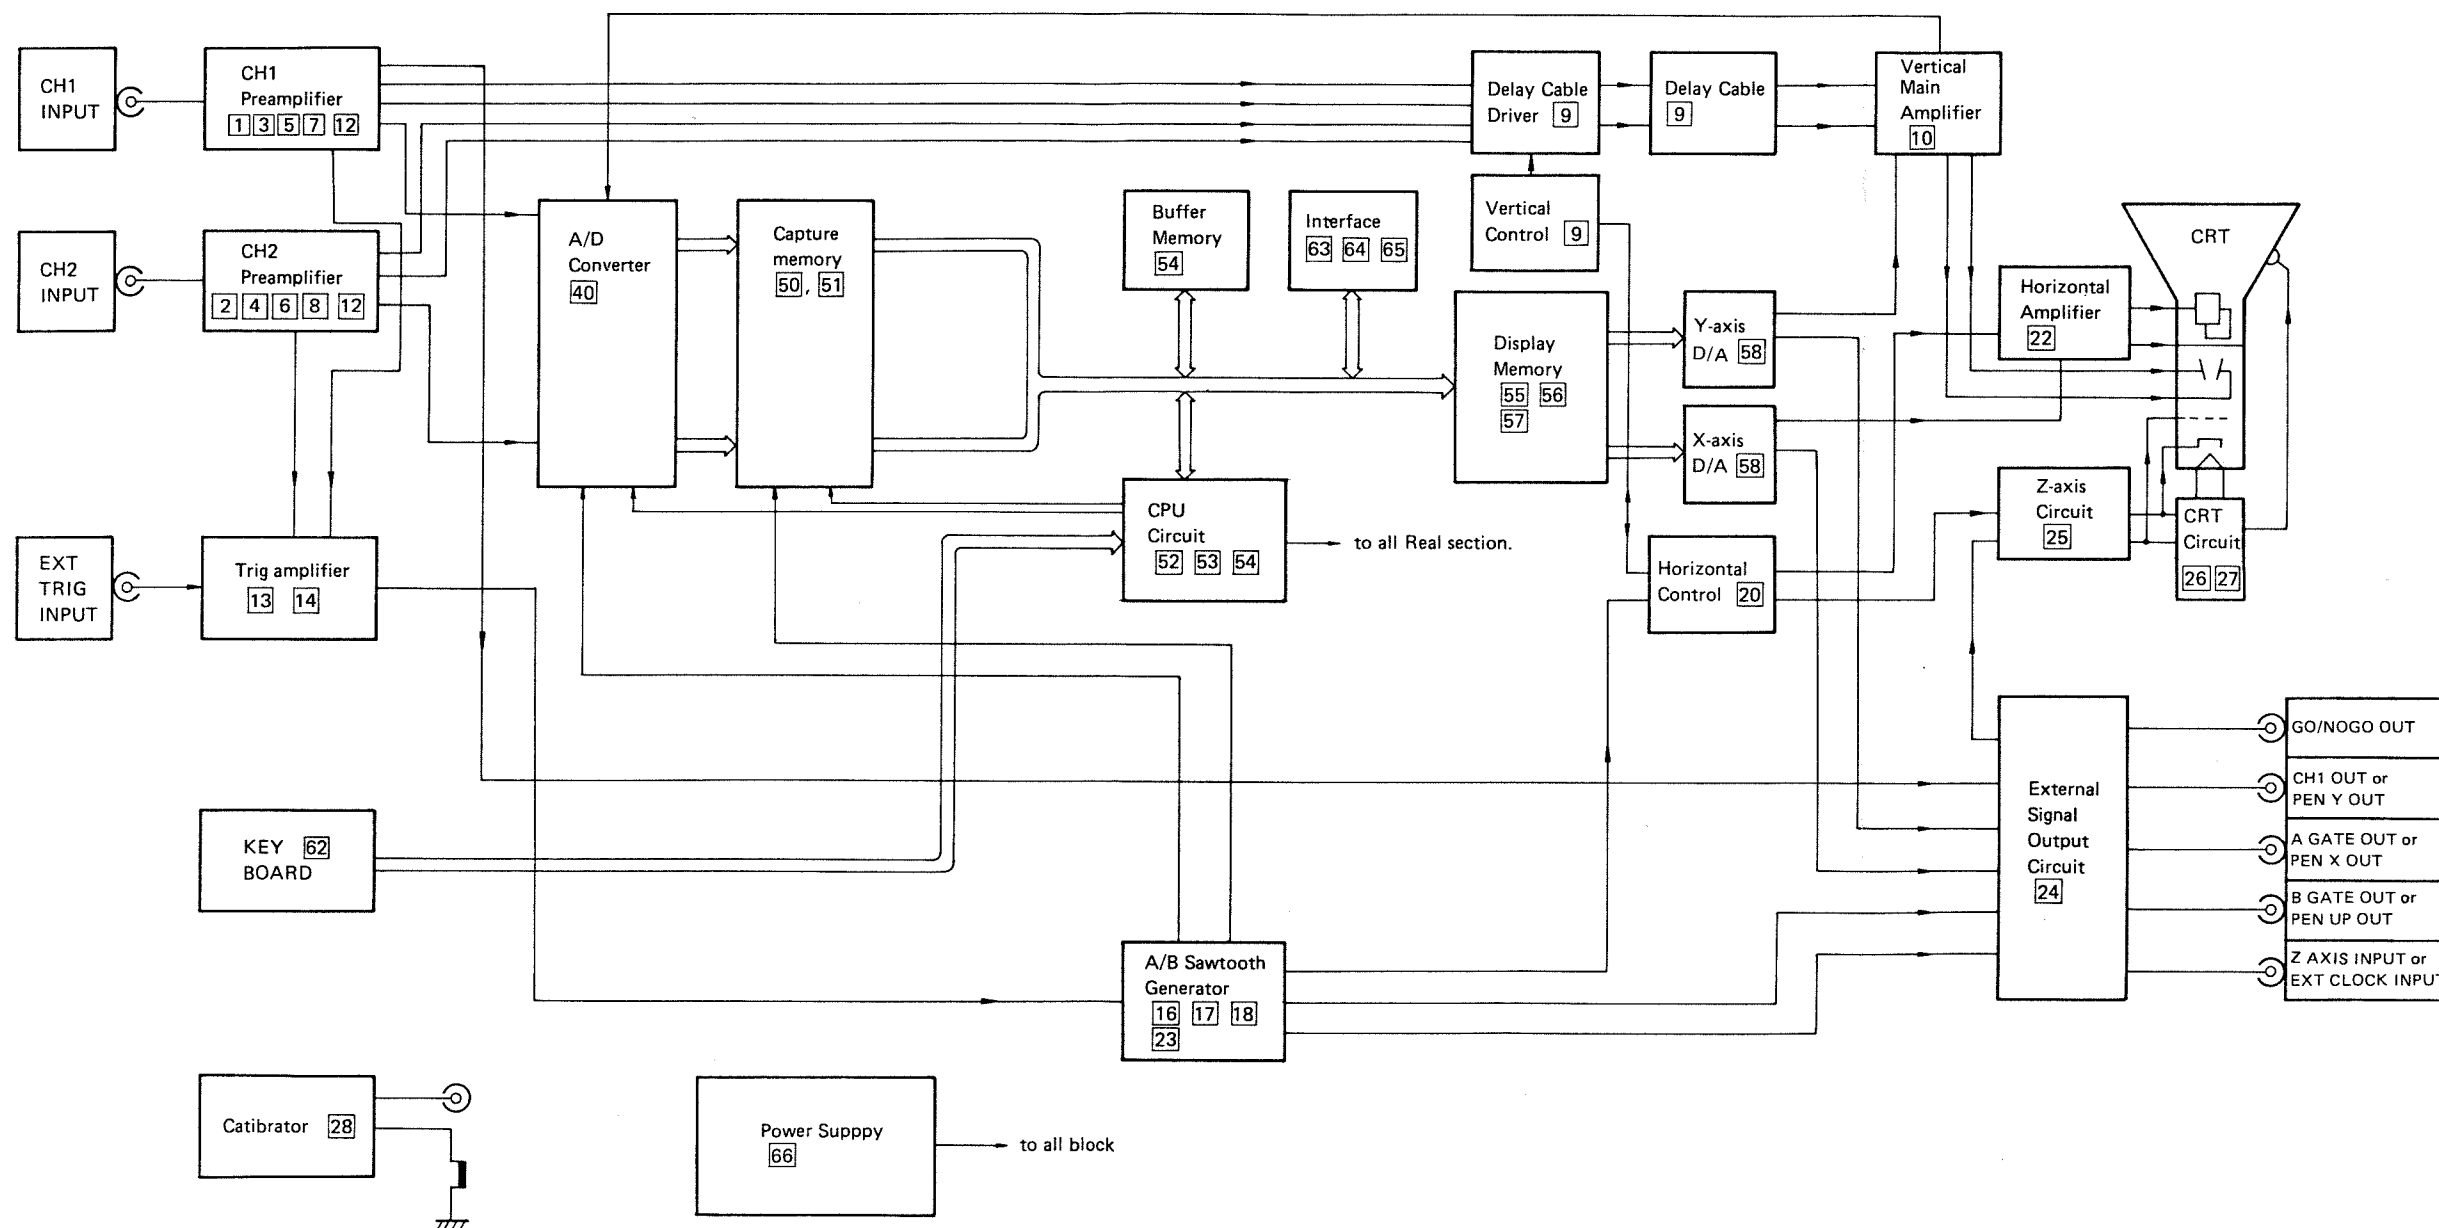 CH1
INPUT
CH1
Preamplifier
1 3 5 7 12
Delay Cable
Driver 9
Delay Cable
9
Vertical
Main
Amplifier
10
CH2
INPUT
CH2
Preamplifier
2 4 6 8 12
A/D
Converter
40
Capture
memory
50, 51
Buffer
Memory
54
Interface
63 64 65
Vertical
Control 9
CRT
Display
Memory
55 56
57
Y-axis
D/A 58
X-axis
D/A 58
Horizontal
Amplifier
22
EXT
TRIG
INPUT
Trig amplifier
13 14
CPU
Circuit
52 53 54
to all Real section.
Horizontal
Control 20
Z-axis
Circuit
25
CRT
Circuit
26 27
KEY 62
BOARD
A/B Sawtooth
Generator
16 17 18
23
External
Signal
Output
Circuit
24
GO/NOGO OUT
CH1 OUT or
PEN Y OUT
A GATE OUT or
PEN X OUT
B GATE OUT or
PEN UP OUT
Z AXIS INPUT or
EXT CLOCK INPUT
Catibrator 28
Power Supppy
66
to all block